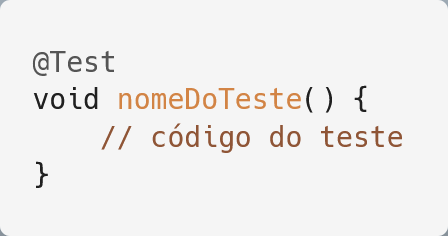 @Test
void nomeDoTeste() {
    // código do teste
}